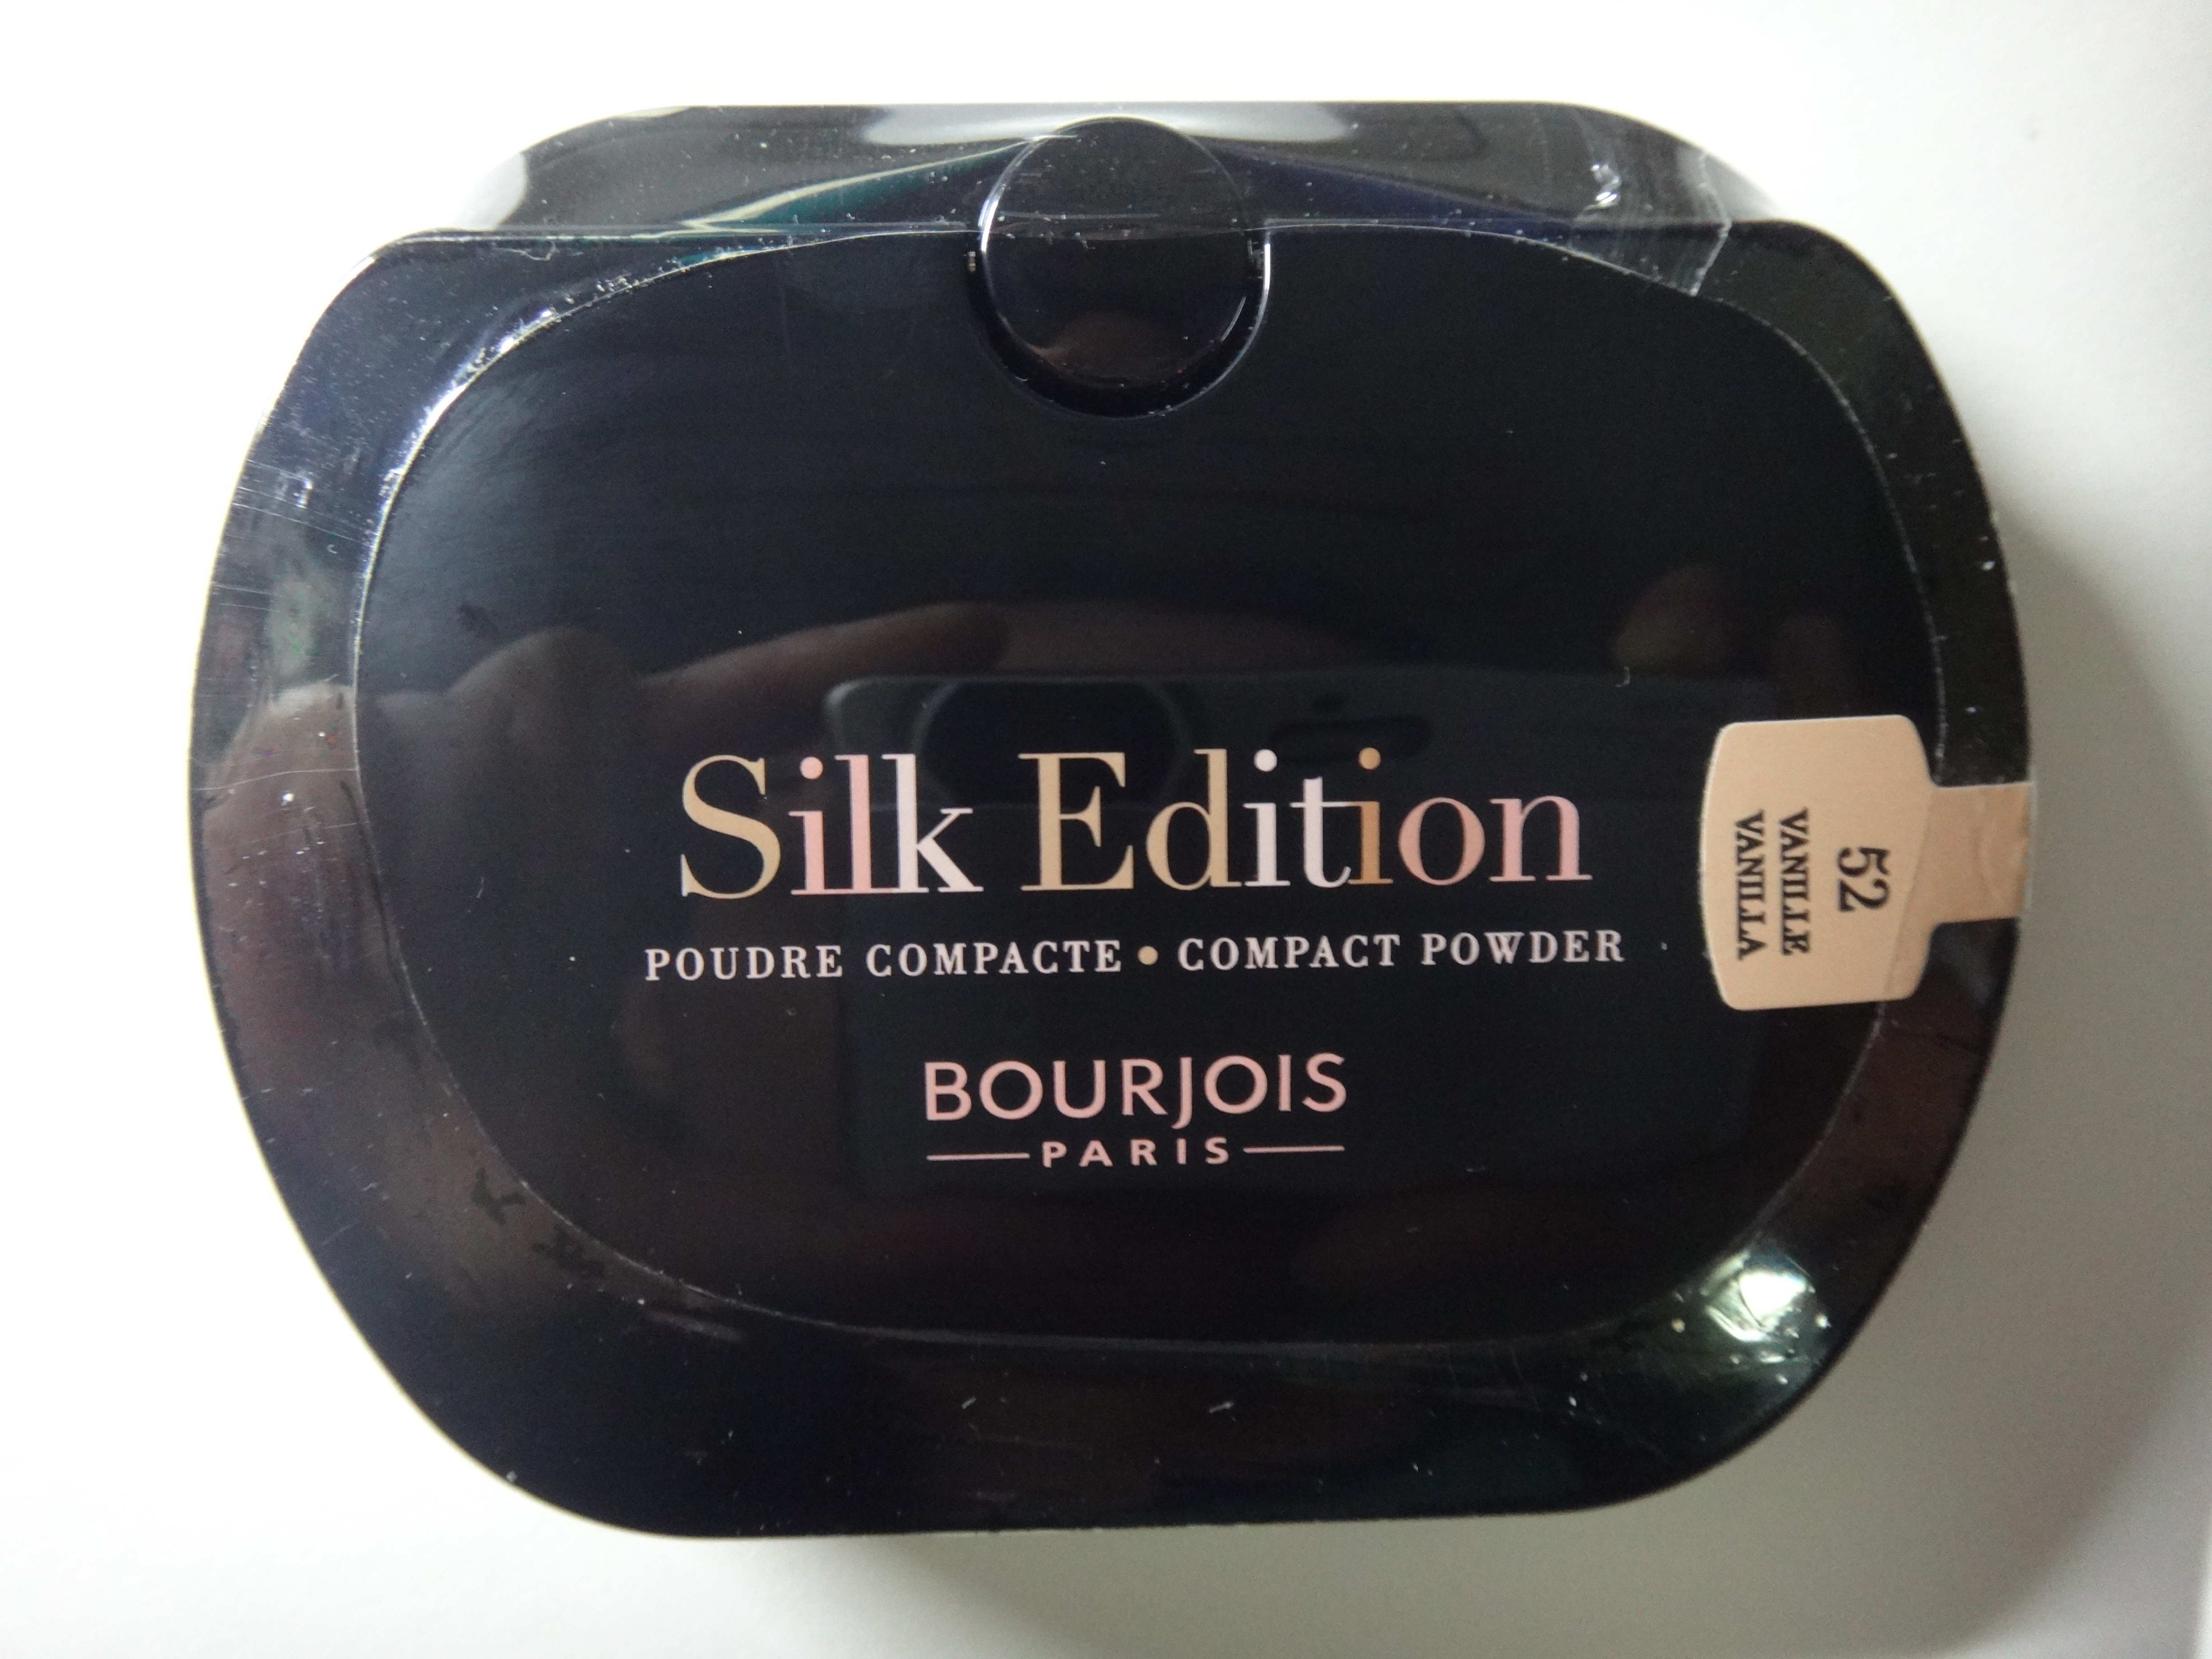 Silk Edition
POUDRE COMPACTE • COMPACT POWDER
BOURJOIS
PARIS
52
VANILLE
VANILLA